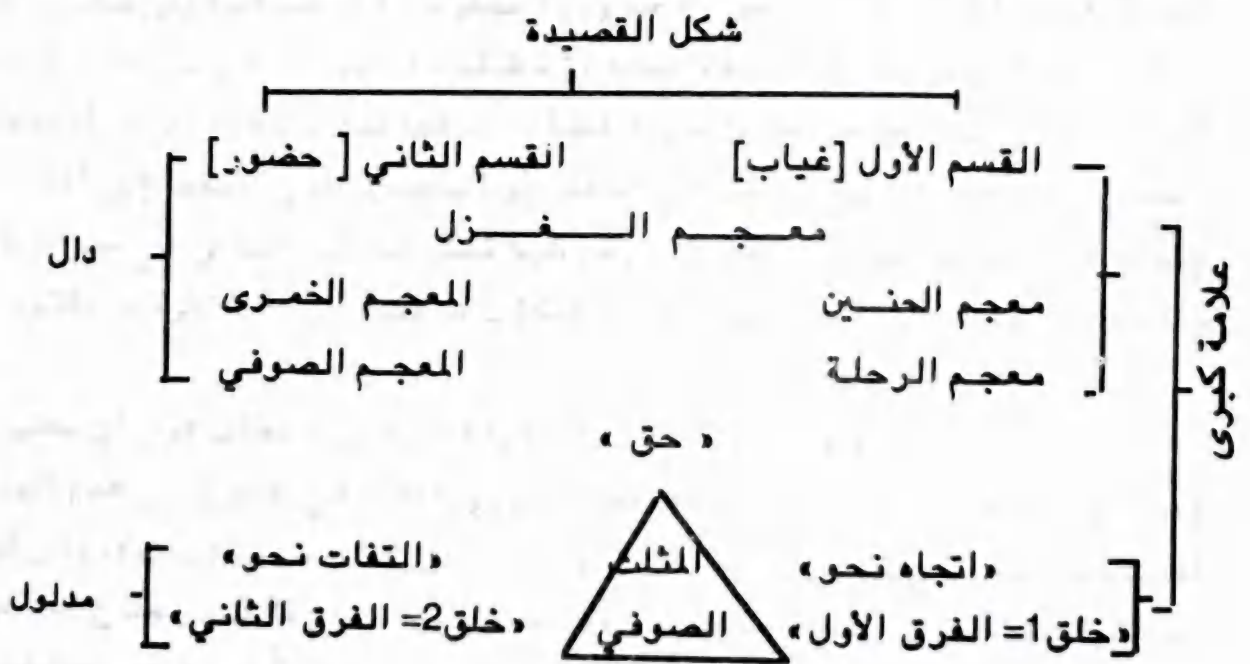 شكل القصيدة
القسم الأول [غياب]
القسم الثاني [حضور]
معجم الغزل
معجم الحنين
المعجم الخمرى
دال
معجم الرحلة
المعجم الصوفي
علامة كبرى
« حق »
«اتجاه نحو»
المثلث
«التفات نحو»
«خلق1= الفرق الأول»
الصوفي
«خلق2= الفرق الثاني»
مدلول